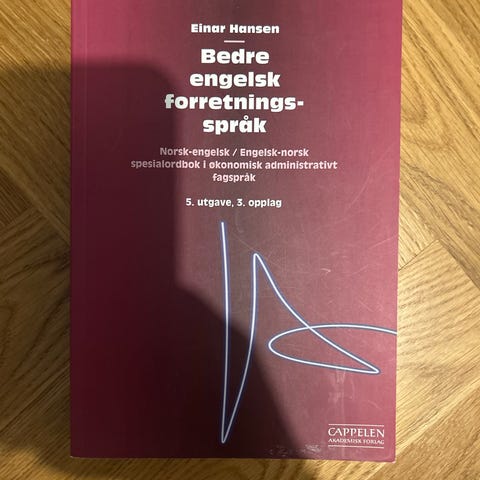 Einar Hansen
Bedre
engelsk
forretnings-
språk
Norsk-engelsk / Engelsk-norsk
spesialordbok i økonomisk administrativt
fagspråk
5. utgave, 3. opplag
CAPPELEN
AKADEMISK FORLAG